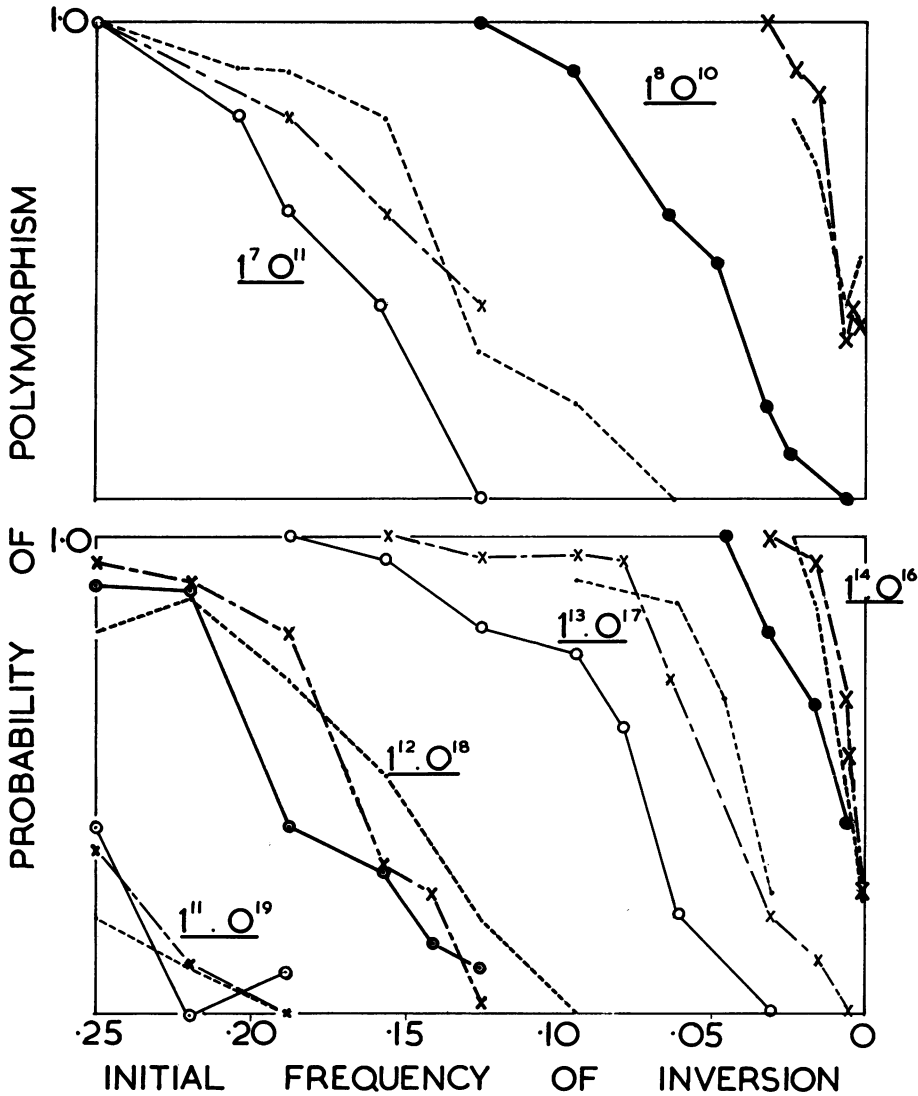 1·0
1⁸O¹⁰
1⁷O¹¹
POLYMORPHISM
PROBABILITY OF
1·0
1¹⁴O¹⁶
1¹³.O¹⁷
1¹².O¹⁸
1¹¹.O¹⁹
·25 ·20 ·15 ·10 ·05 0
INITIAL FREQUENCY OF INVERSION